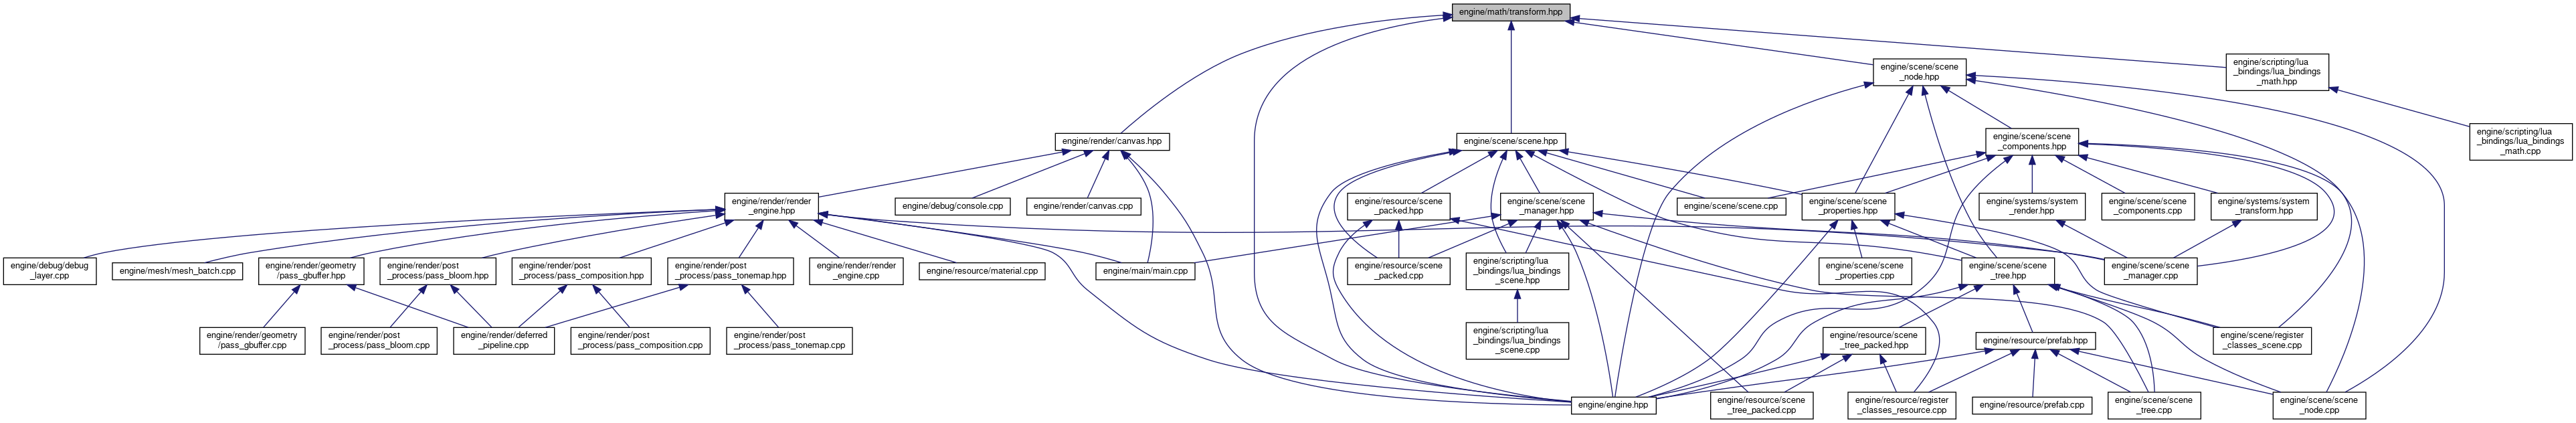 engine/math/transform.hpp
engine/scripting/lua
_bindings/lua_bindings
_math.hpp
engine/scene/scene
_node.hpp
engine/scripting/lua
_bindings/lua_bindings
_math.cpp
engine/render/canvas.hpp
engine/scene/scene.hpp
engine/scene/scene
_components.hpp
engine/render/render
_engine.hpp
engine/debug/console.cpp
engine/render/canvas.cpp
engine/resource/scene
_packed.hpp
engine/scene/scene
_manager.hpp
engine/scene/scene.cpp
engine/scene/scene
_properties.hpp
engine/systems/system
_render.hpp
engine/scene/scene
_components.cpp
engine/systems/system
_transform.hpp
engine/debug/debug
_layer.cpp
engine/mesh/mesh_batch.cpp
engine/render/geometry
/pass_gbuffer.hpp
engine/render/post
_process/pass_bloom.hpp
engine/render/post
_process/pass_composition.hpp
engine/render/post
_process/pass_tonemap.hpp
engine/render/render
_engine.cpp
engine/resource/material.cpp
engine/main/main.cpp
engine/resource/scene
_packed.cpp
engine/scripting/lua
_bindings/lua_bindings
_scene.hpp
engine/scene/scene
_properties.cpp
engine/scene/scene
_tree.hpp
engine/scene/scene
_manager.cpp
engine/render/geometry
/pass_gbuffer.cpp
engine/render/post
_process/pass_bloom.cpp
engine/render/deferred
_pipeline.cpp
engine/render/post
_process/pass_composition.cpp
engine/render/post
_process/pass_tonemap.cpp
engine/scripting/lua
_bindings/lua_bindings
_scene.cpp
engine/resource/scene
_tree_packed.hpp
engine/resource/prefab.hpp
engine/scene/register
_classes_scene.cpp
engine/engine.hpp
engine/resource/scene
_tree_packed.cpp
engine/resource/register
_classes_resource.cpp
engine/resource/prefab.cpp
engine/scene/scene
_tree.cpp
engine/scene/scene
_node.cpp